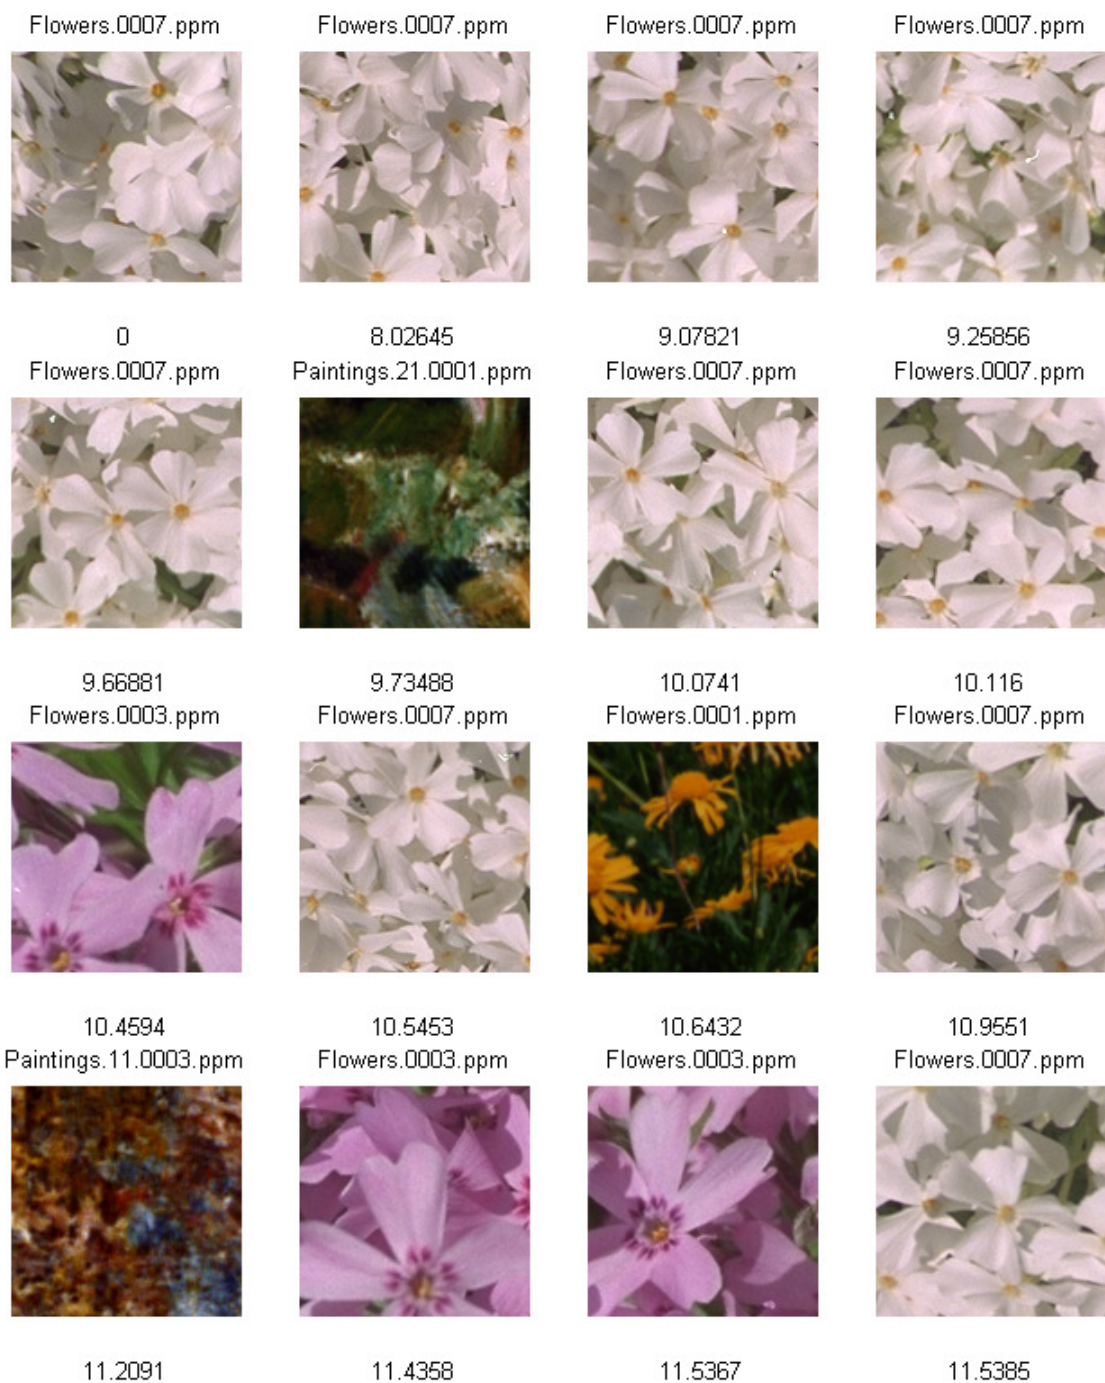 Flowers.0007.ppm Flowers.0007.ppm Flowers.0007.ppm Flowers.0007.ppm
0 8.02645 9.07821 9.25856
Flowers.0007.ppm Paintings.21.0001.ppm Flowers.0007.ppm Flowers.0007.ppm
9.66881 9.73488 10.0741 10.116
Flowers.0003.ppm Flowers.0007.ppm Flowers.0001.ppm Flowers.0007.ppm
10.4594 10.5453 10.6432 10.9551
Paintings.11.0003.ppm Flowers.0003.ppm Flowers.0003.ppm Flowers.0007.ppm
11.2091 11.4358 11.5367 11.5385